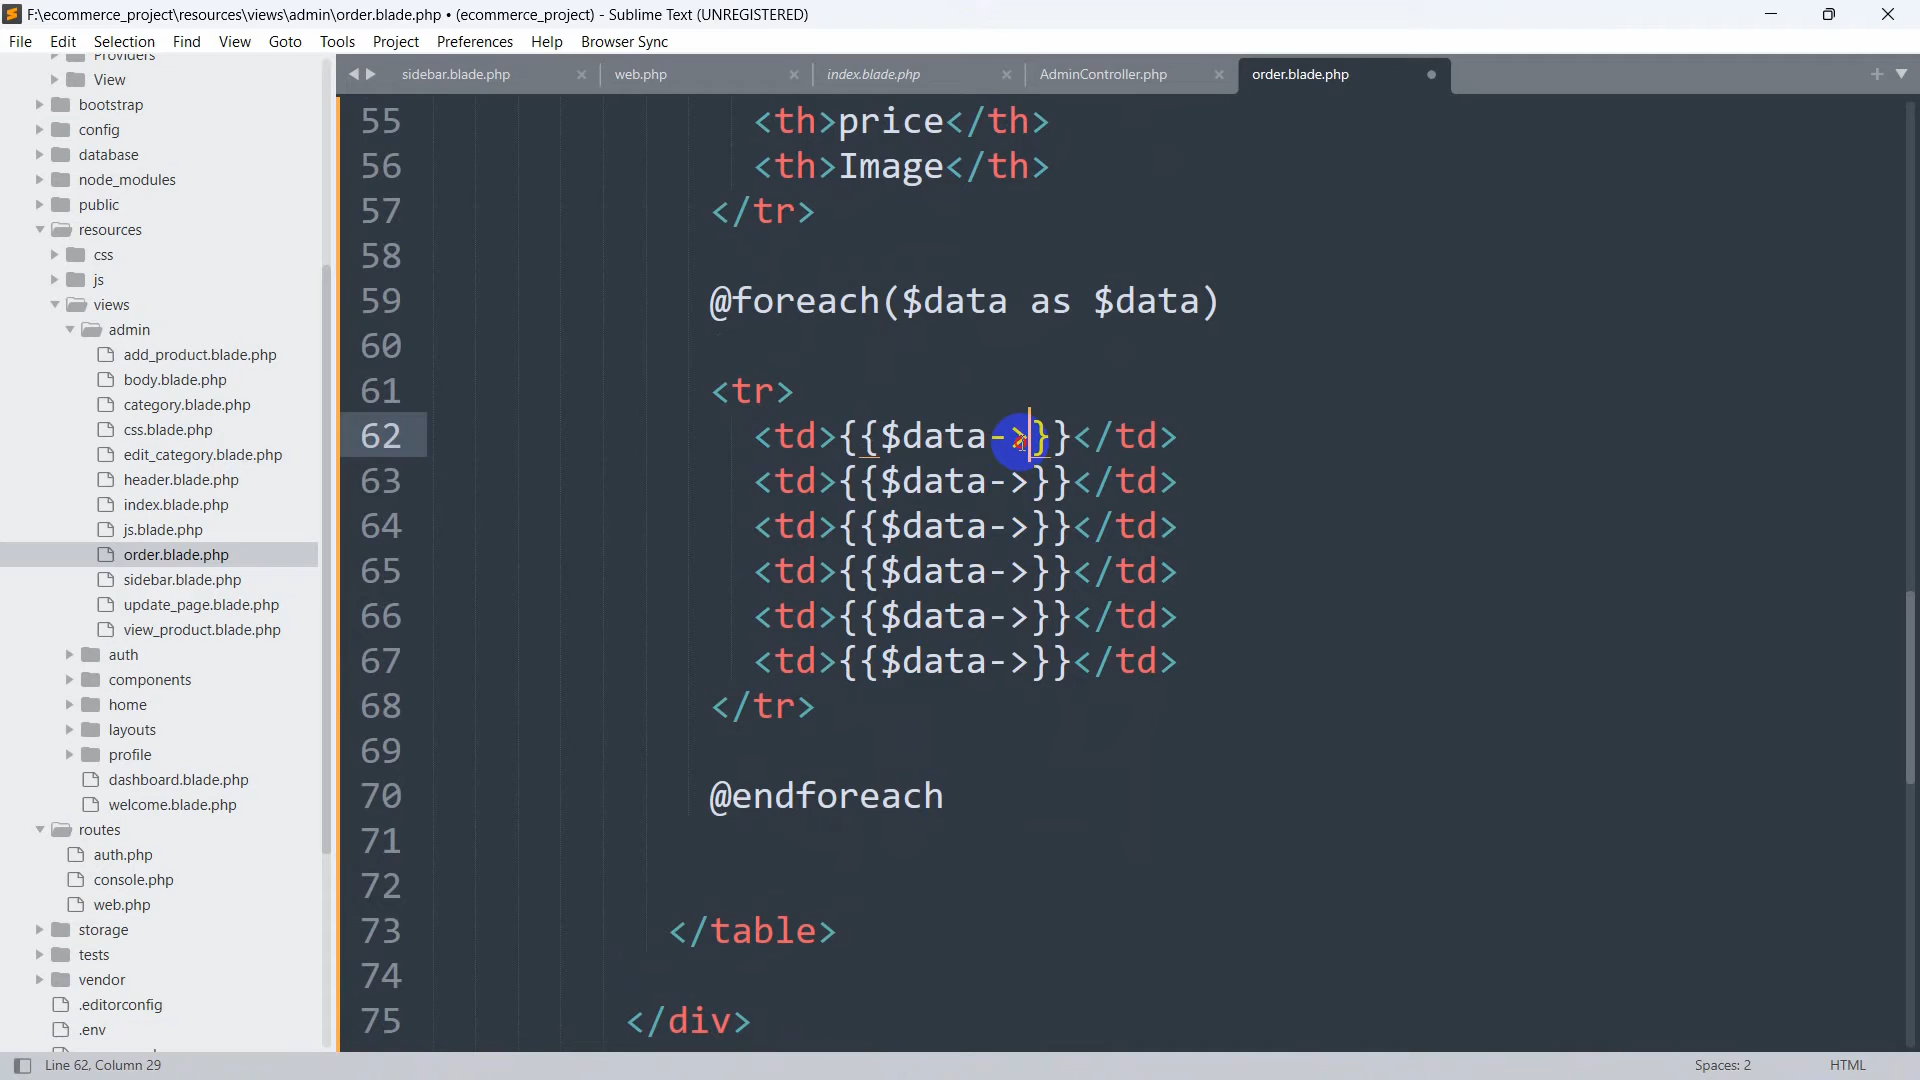 F:\ecommerce_project\resources\views\admin\order.blade.php • (ecommerce_project) - Sublime Text (UNREGISTERED)
File Edit Selection Find View Goto Tools Project Preferences Help Browser Sync
sidebar.blade.php × web.php × index.blade.php × AdminController.php × order.blade.php
Providers
View
bootstrap
config
database
node_modules
public
resources
css
js
views
admin
add_product.blade.php
body.blade.php
category.blade.php
css.blade.php
edit_category.blade.php
header.blade.php
index.blade.php
js.blade.php
order.blade.php
sidebar.blade.php
update_page.blade.php
view_product.blade.php
auth
components
home
layouts
profile
dashboard.blade.php
welcome.blade.php
routes
auth.php
console.php
web.php
storage
tests
vendor
.editorconfig
.env
55 <th>price</th>
56 <th>Image</th>
57 </tr>
58
59 @foreach($data as $data)
60
61 <tr>
62 <td>{{$data->}}</td>
63 <td>{{$data->}}</td>
64 <td>{{$data->}}</td>
65 <td>{{$data->}}</td>
66 <td>{{$data->}}</td>
67 <td>{{$data->}}</td>
68 </tr>
69
70 @endforeach
71
72
73 </table>
74
75 </div>
Line 62, Column 29 Spaces: 2 HTML